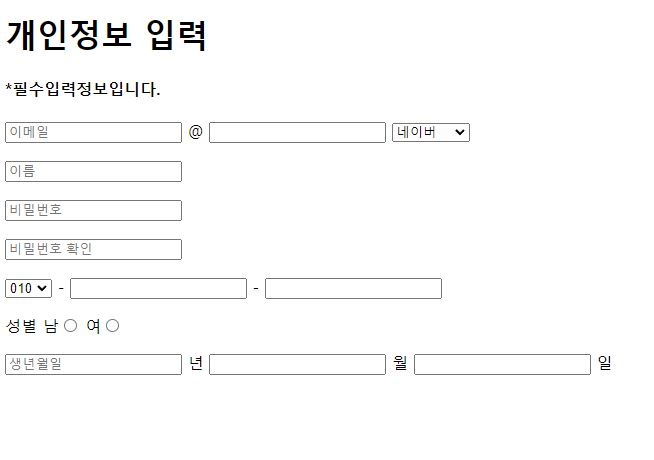 개인정보 입력
*필수입력정보입니다.
이메일 @ 네이버
이름
비밀번호
비밀번호 확인
010 - -
성별 남 여
생년월일 년 월 일